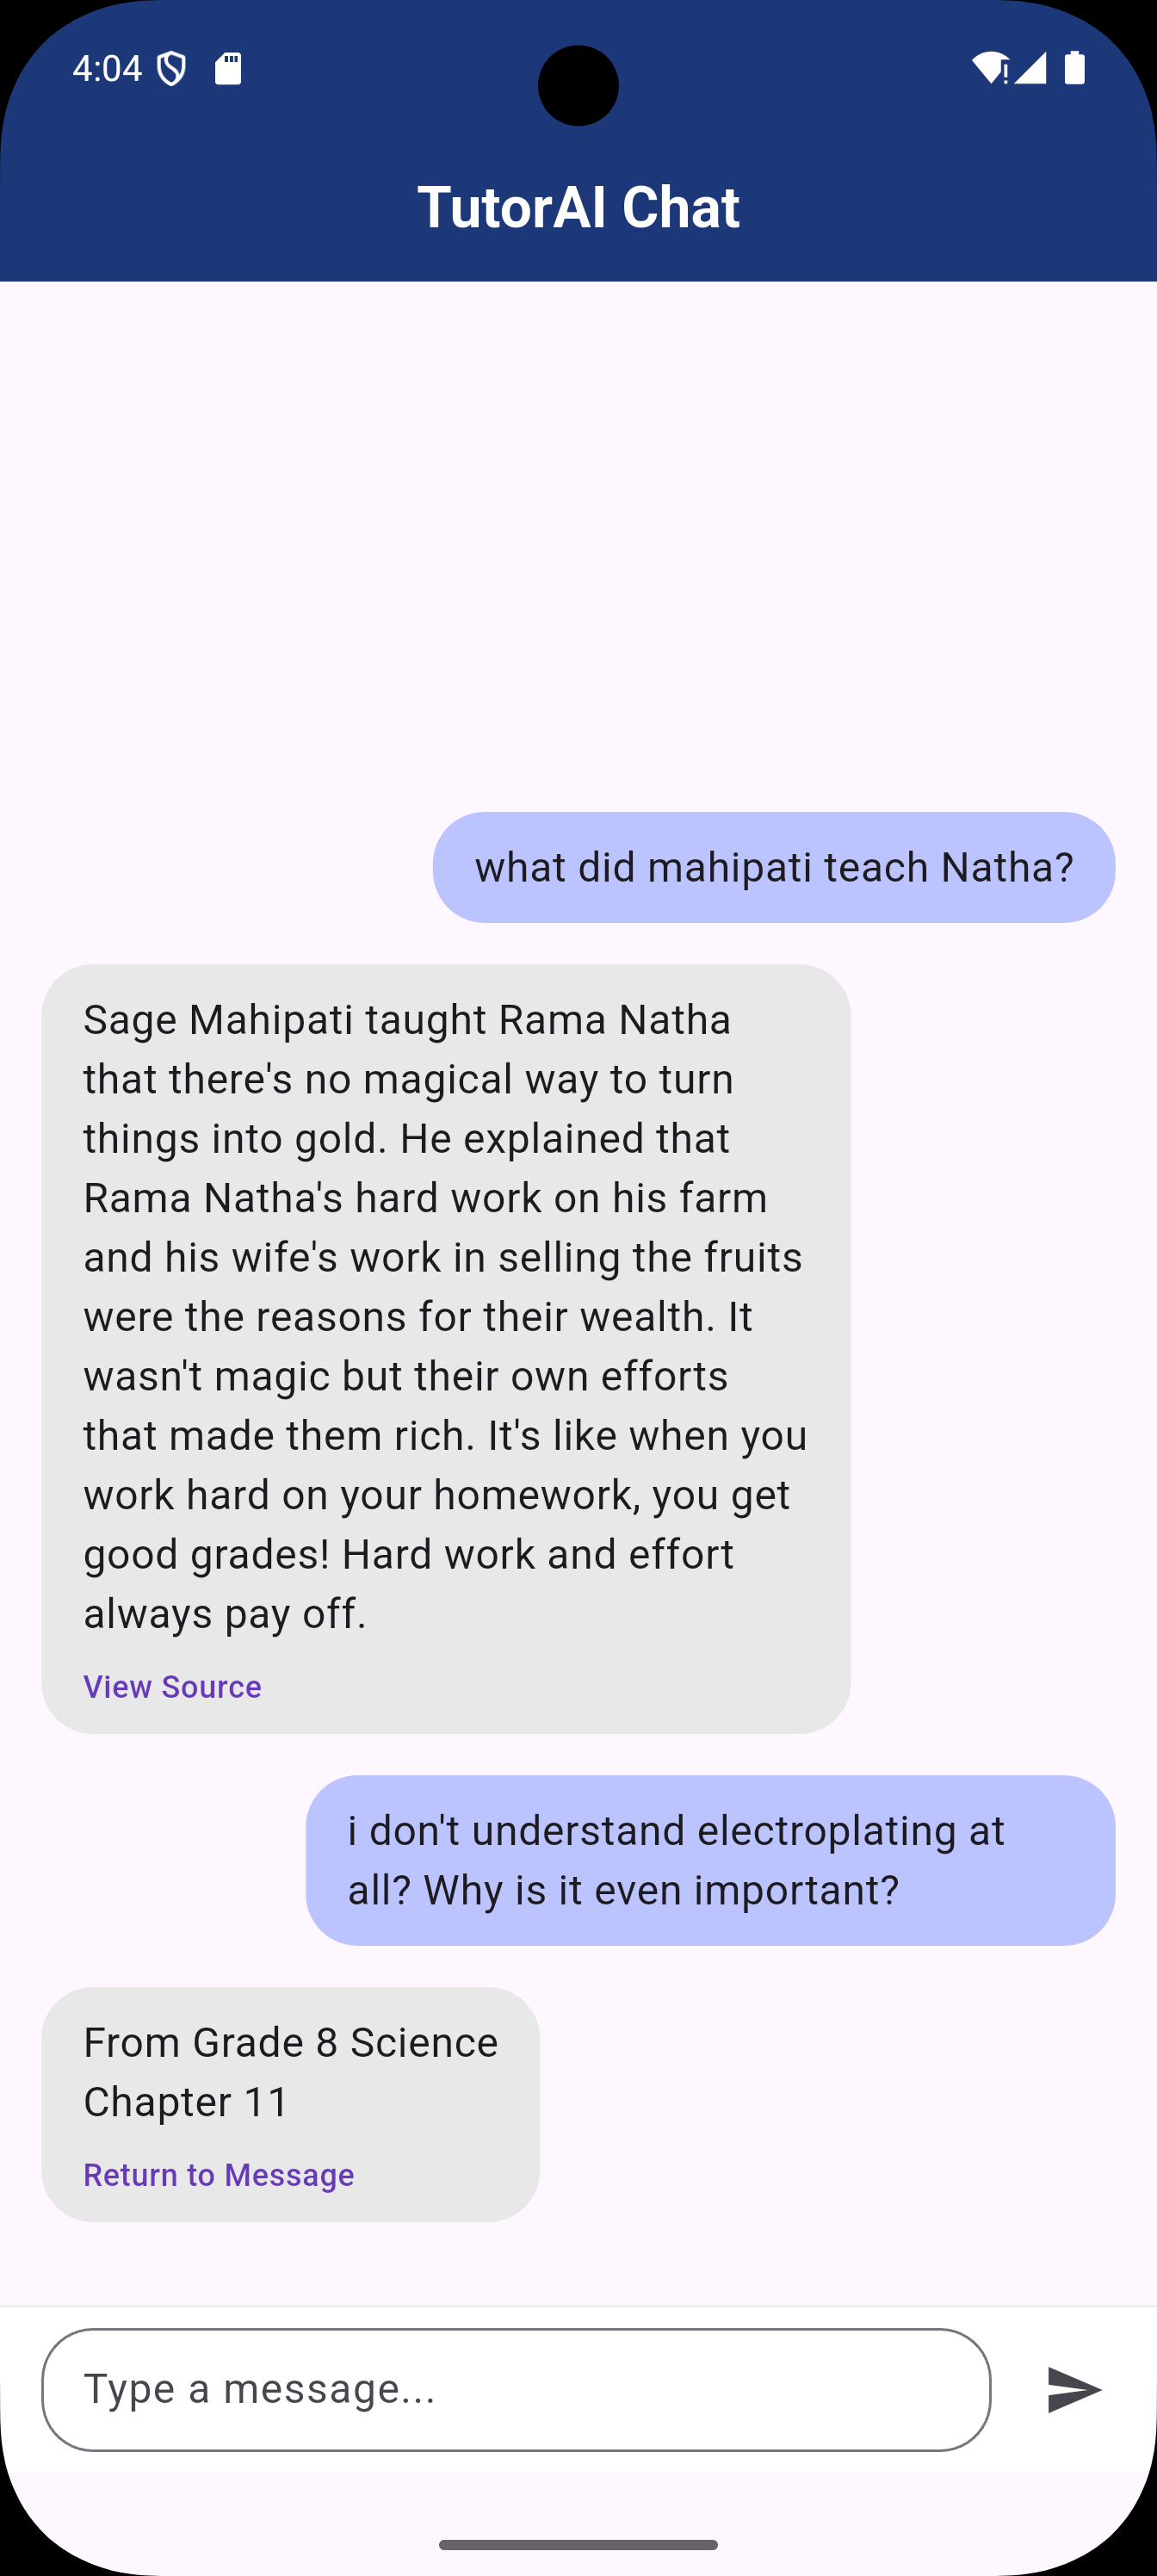 4:04
TutorAI Chat
what did mahipati teach Natha?
Sage Mahipati taught Rama Natha
that there's no magical way to turn
things into gold. He explained that
Rama Natha's hard work on his farm
and his wife's work in selling the fruits
were the reasons for their wealth. It
wasn't magic but their own efforts
that made them rich. It's like when you
work hard on your homework, you get
good grades! Hard work and effort
always pay off.
View Source
i don't understand electroplating at
all? Why is it even important?
From Grade 8 Science
Chapter 11
Return to Message
Type a message...